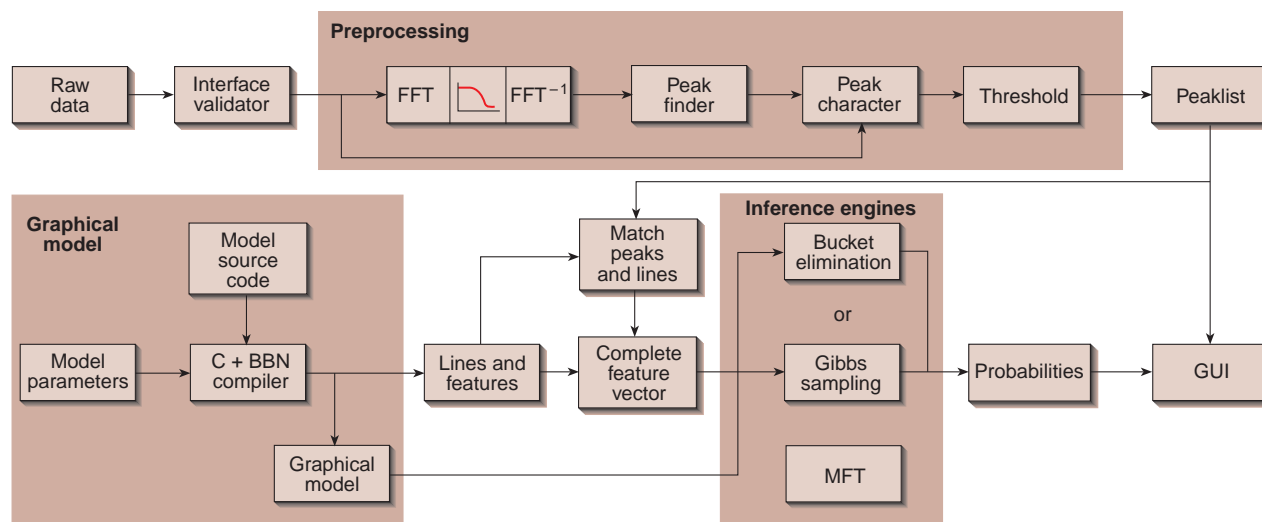 Preprocessing
Raw
data
Interface
validator
FFT
FFT⁻¹
Peak
finder
Peak
character
Threshold
Peaklist
Graphical
model
Model
source
code
Model
parameters
C + BBN
compiler
Graphical
model
Lines and
features
Match
peaks
and lines
Complete
feature
vector
Inference engines
Bucket
elimination
or
Gibbs
sampling
MFT
Probabilities
GUI